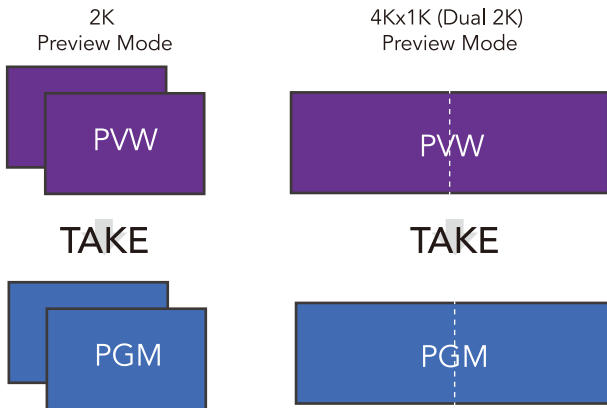 2K
Preview Mode
PVW
TAKE
PGM
4Kx1K (Dual 2K)
Preview Mode
PVW
TAKE
PGM